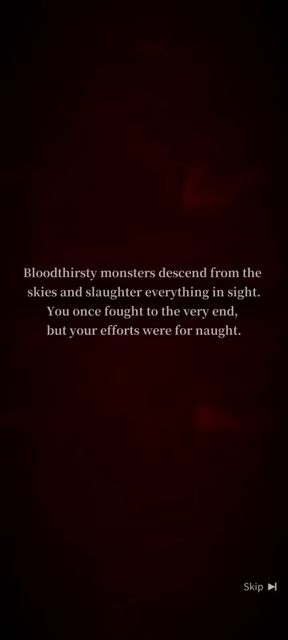 Bloodthirsty monsters descend from the
skies and slaughter everything in sight.
You once fought to the very end,
but your efforts were for naught.
Skip